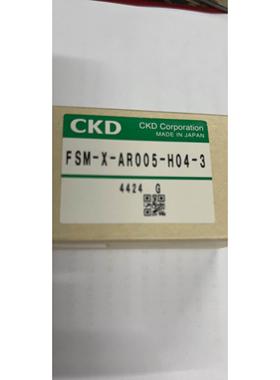 CKD
CKD Corporation
MADE IN JAPAN
FSM-X-AR005-H04-3
4424 G